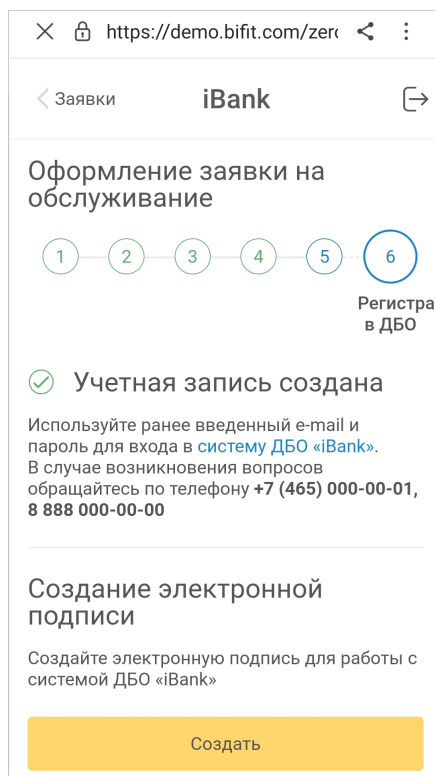 https://demo.bifit.com/zero
Заявки
iBank
Оформление заявки на
обслуживание
1 2 3 4 5 6
Регистра
в ДБО
Учетная запись создана
Используйте ранее введенный e-mail и
пароль для входа в систему ДБО «iBank».
В случае возникновения вопросов
обращайтесь по телефону +7 (465) 000-00-01,
8 888 000-00-00
Создание электронной
подписи
Создайте электронную подпись для работы с
системой ДБО «iBank»
Создать